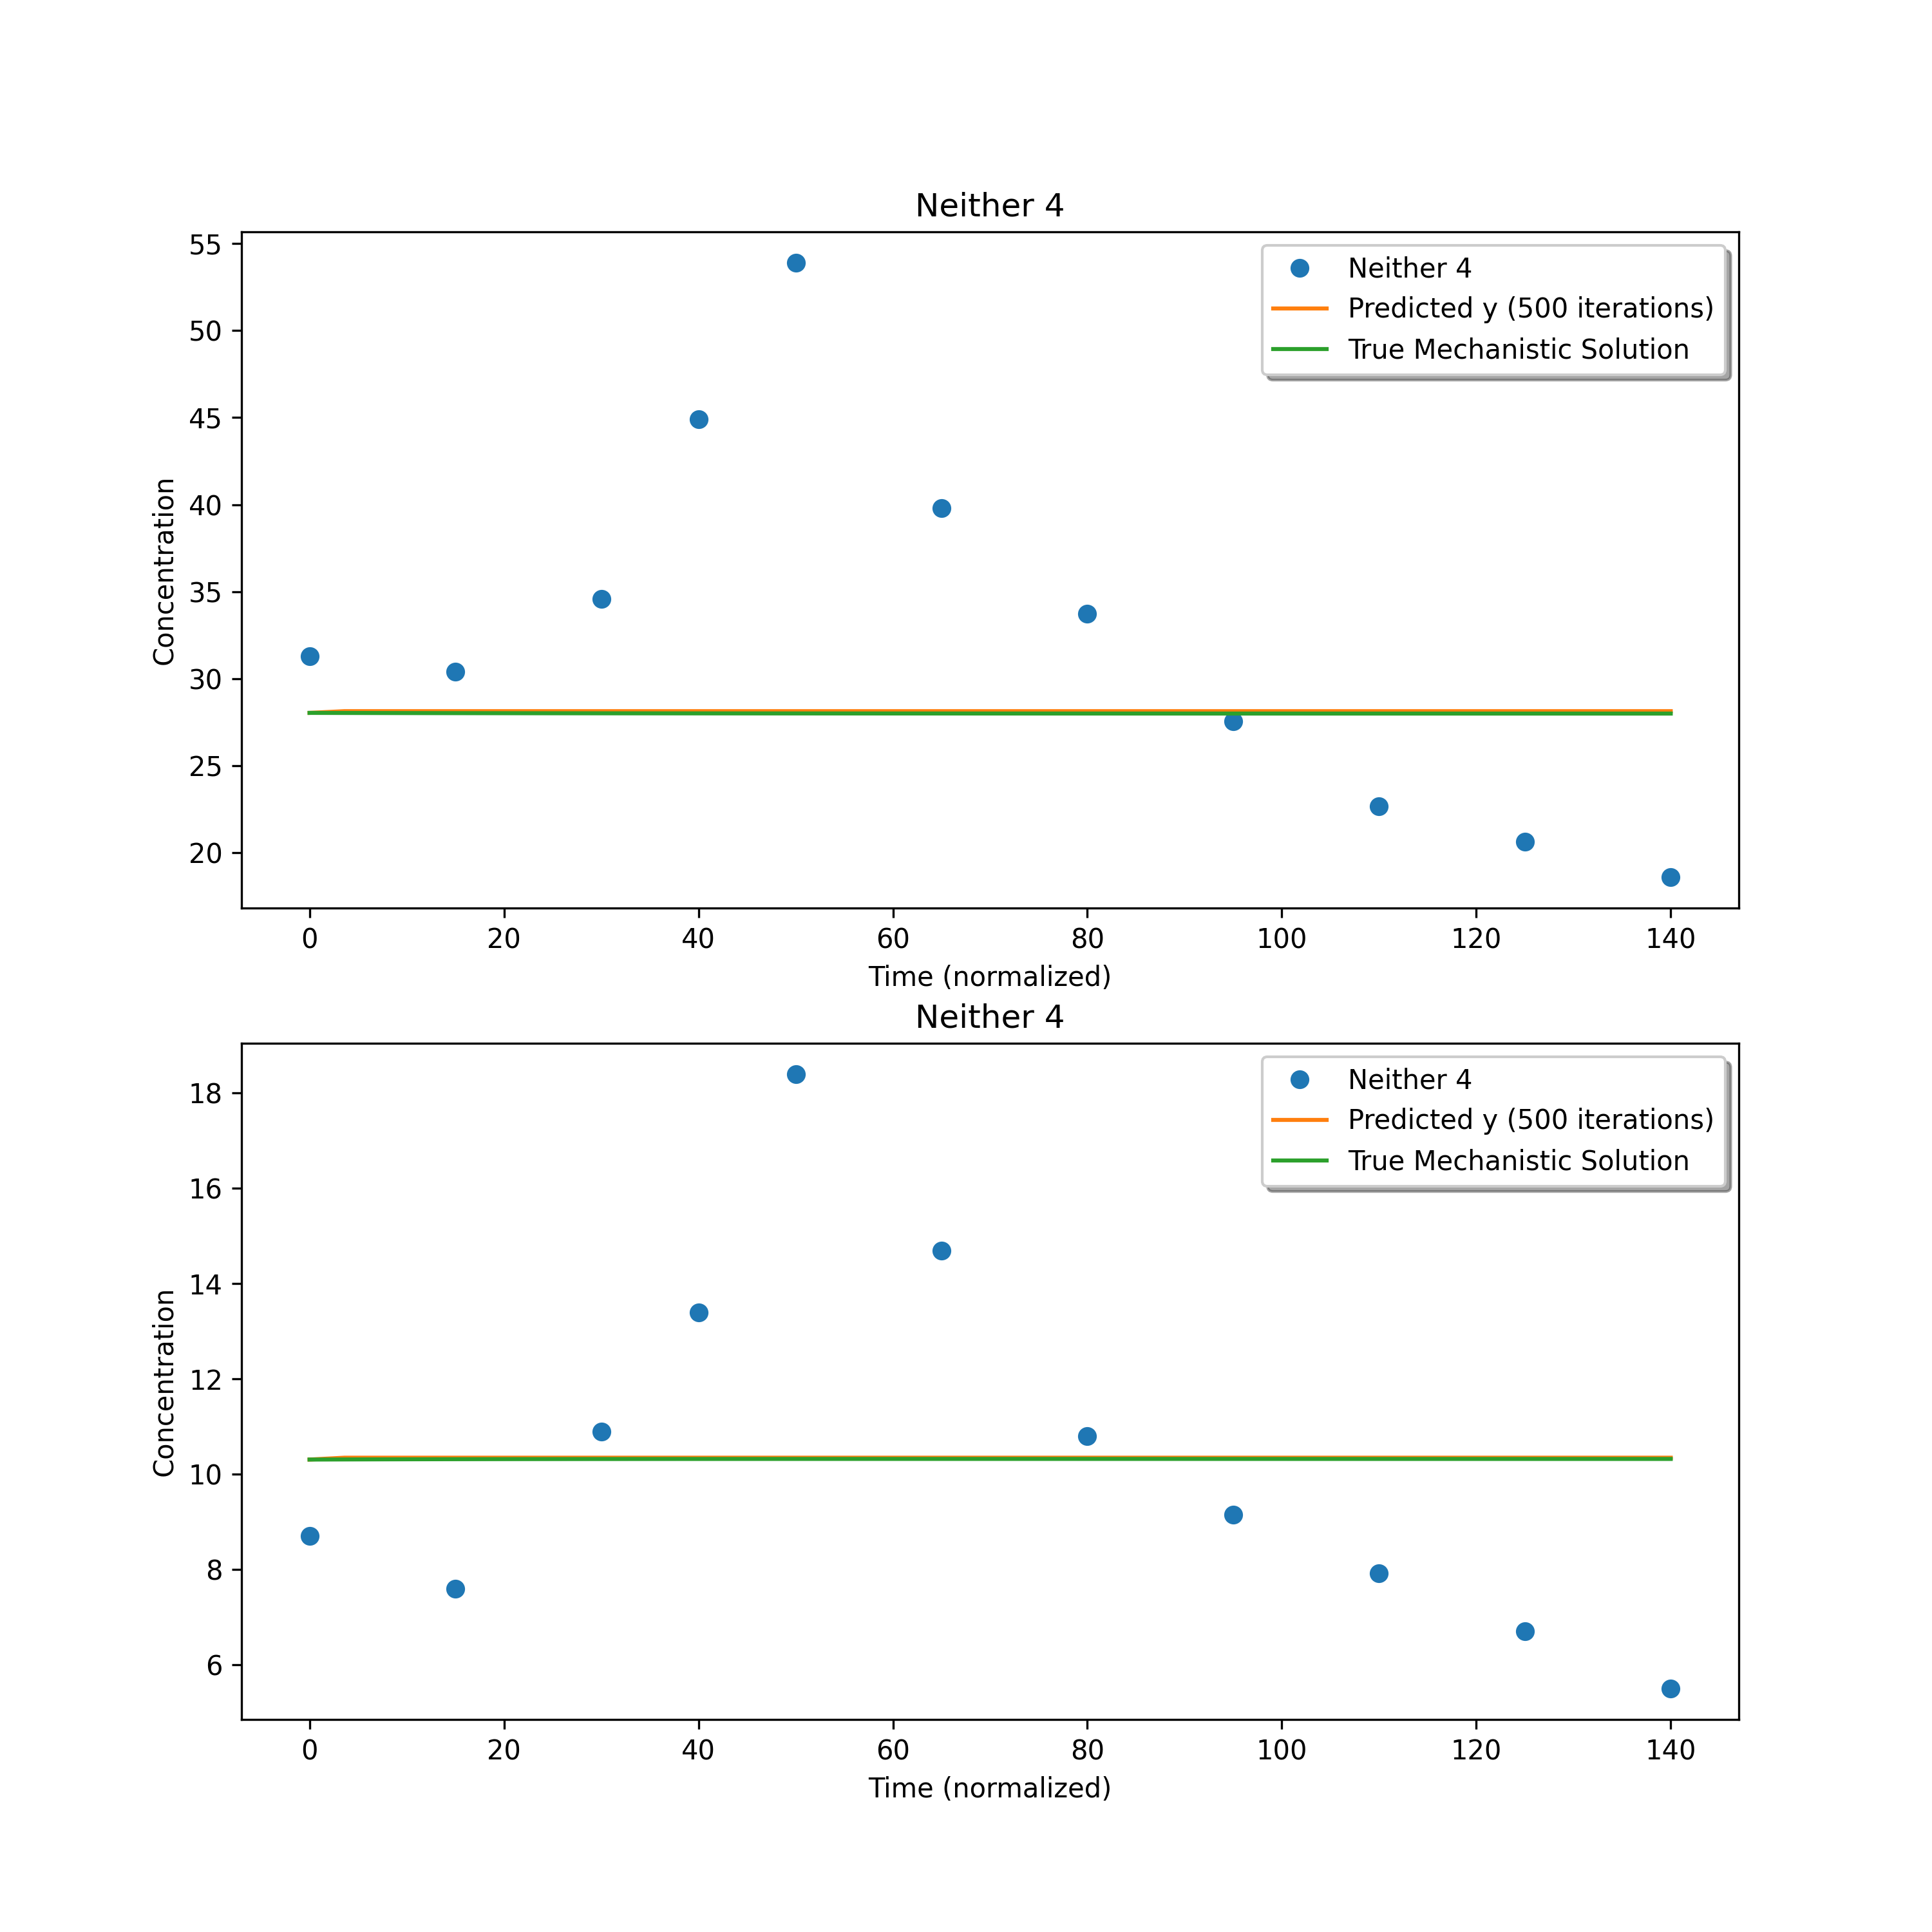 Neither 4
55
50
45
40
35
30
25
20
Concentration
Neither 4
Predicted y (500 iterations)
True Mechanistic Solution
0 20 40 60 80 100 120 140
Time (normalized)
Neither 4
18
16
14
12
10
8
6
Concentration
Neither 4
Predicted y (500 iterations)
True Mechanistic Solution
0 20 40 60 80 100 120 140
Time (normalized)